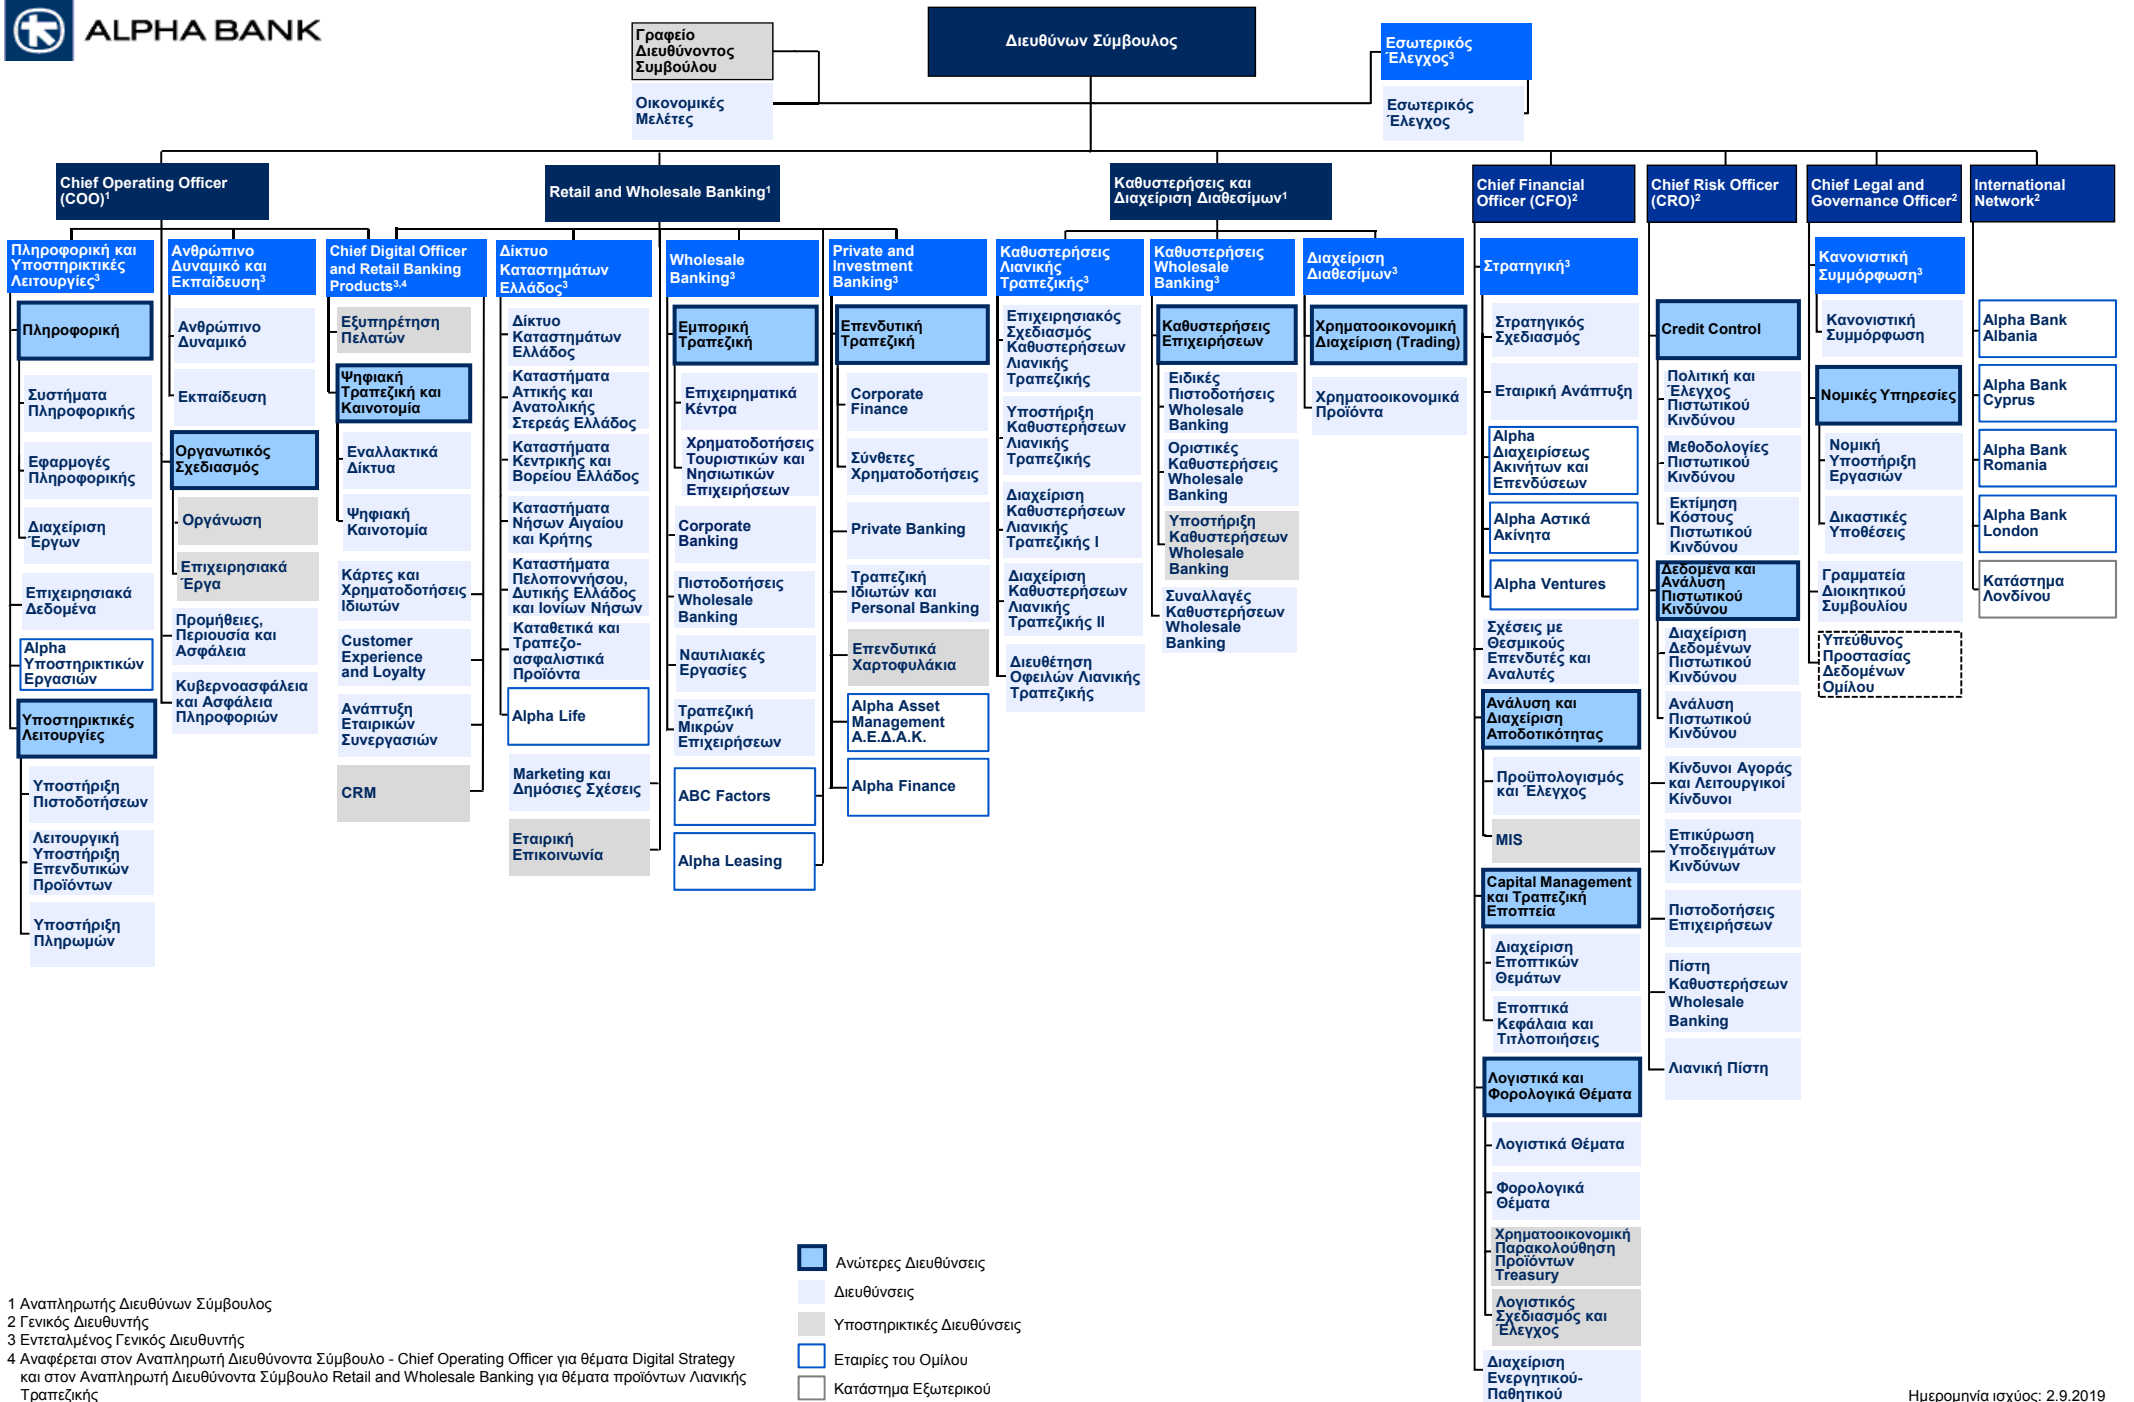 ALPHA BANK
Γραφείο
Διευθύνοντος
Συμβούλου
Οικονομικές
Μελέτες
Διευθύνων Σύμβουλος
Εσωτερικός
Έλεγχος³
Εσωτερικός
Έλεγχος
Chief Operating Officer
(COO)¹
Retail and Wholesale Banking¹
Καθυστερήσεις και
Διαχείριση Διαθεσίμων¹
Chief Financial
Officer (CFO)²
Chief Risk Officer
(CRO)²
Chief Legal and
Governance Officer²
International
Network²
Πληροφορική και
Υποστηρικτικές
Λειτουργίες³
Πληροφορική
Συστήματα
Πληροφορικής
Εφαρμογές
Πληροφορικής
Διαχείριση
Έργων
Επιχειρησιακά
Δεδομένα
Alpha
Υποστηρικτικών
Εργασιών
Υποστηρικτικές
Λειτουργίες
Υποστήριξη
Πιστοδοτήσεων
Λειτουργική
Υποστήριξη
Επενδυτικών
Προϊόντων
Υποστήριξη
Πληρωμών
Ανθρώπινο
Δυναμικό και
Εκπαίδευση³
Ανθρώπινο
Δυναμικό
Εκπαίδευση
Οργανωτικός
Σχεδιασμός
Οργάνωση
Επιχειρησιακά
Έργα
Προμήθειες,
Περιουσία και
Ασφάλεια
Κυβερνοασφάλεια
και Ασφάλεια
Πληροφοριών
Chief Digital Officer
and Retail Banking
Products³,⁴
Εξυπηρέτηση
Πελατών
Ψηφιακή
Τραπεζική και
Καινοτομία
Εναλλακτικά
Δίκτυα
Ψηφιακή
Καινοτομία
Κάρτες και
Χρηματοδοτήσεις
Ιδιωτών
Customer
Experience
and Loyalty
Ανάπτυξη
Εταιρικών
Συνεργασιών
CRM
Δίκτυο
Καταστημάτων
Ελλάδος³
Δίκτυο
Καταστημάτων
Ελλάδος
Καταστήματα
Αττικής και
Ανατολικής
Στερεάς Ελλάδος
Καταστήματα
Κεντρικής και
Βορείου Ελλάδος
Καταστήματα
Νήσων Αιγαίου
και Κρήτης
Καταστήματα
Πελοποννήσου,
Δυτικής Ελλάδος
και Ιονίων Νήσων
Καταθετικά και
Τραπεζο-
ασφαλιστικά
Προϊόντα
Alpha Life
Marketing και
Δημόσιες Σχέσεις
Εταιρική
Επικοινωνία
Wholesale
Banking³
Εμπορική
Τραπεζική
Επιχειρηματικά
Κέντρα
Χρηματοδοτήσεις
Τουριστικών και
Νησιωτικών
Επιχειρήσεων
Corporate
Banking
Πιστοδοτήσεις
Wholesale
Banking
Ναυτιλιακές
Εργασίες
Τραπεζική
Μικρών
Επιχειρήσεων
ABC Factors
Alpha Leasing
Private and
Investment
Banking³
Επενδυτική
Τραπεζική
Corporate
Finance
Σύνθετες
Χρηματοδοτήσεις
Private Banking
Τραπεζική
Ιδιωτών και
Personal Banking
Επενδυτικά
Χαρτοφυλάκια
Alpha Asset
Management
Α.Ε.Δ.Α.Κ.
Alpha Finance
Καθυστερήσεις
Λιανικής
Τραπεζικής³
Επιχειρησιακός
Σχεδιασμός
Καθυστερήσεων
Λιανικής
Τραπεζικής
Υποστήριξη
Καθυστερήσεων
Λιανικής
Τραπεζικής
Διαχείριση
Καθυστερήσεων
Λιανικής
Τραπεζικής Ι
Διαχείριση
Καθυστερήσεων
Λιανικής
Τραπεζικής ΙΙ
Διευθέτηση
Οφειλών Λιανικής
Τραπεζικής
Καθυστερήσεις
Wholesale
Banking³
Καθυστερήσεις
Επιχειρήσεων
Ειδικές
Πιστοδοτήσεις
Wholesale
Banking
Οριστικές
Καθυστερήσεις
Wholesale
Banking
Υποστήριξη
Καθυστερήσεων
Wholesale
Banking
Συναλλαγές
Καθυστερήσεων
Wholesale
Banking
Διαχείριση
Διαθεσίμων³
Χρηματοοικονομική
Διαχείριση (Trading)
Χρηματοοικονομικά
Προϊόντα
Στρατηγική³
Στρατηγικός
Σχεδιασμός
Εταιρική Ανάπτυξη
Alpha
Διαχειρίσεως
Ακινήτων και
Επενδύσεων
Alpha Αστικά
Ακίνητα
Alpha Ventures
Σχέσεις με
Θεσμικούς
Επενδυτές και
Αναλυτές
Ανάλυση και
Διαχείριση
Αποδοτικότητας
Προϋπολογισμός
και Έλεγχος
MIS
Capital Management
και Τραπεζική
Εποπτεία
Διαχείριση
Εποπτικών
Θεμάτων
Εποπτικά
Κεφάλαια και
Τιτλοποιήσεις
Λογιστικά και
Φορολογικά Θέματα
Λογιστικά Θέματα
Φορολογικά
Θέματα
Χρηματοοικονομική
Παρακολούθηση
Προϊόντων
Treasury
Λογιστικός
Σχεδιασμός και
Έλεγχος
Διαχείριση
Ενεργητικού-
Παθητικού
Credit Control
Πολιτική και
Έλεγχος
Πιστωτικού
Κινδύνου
Μεθοδολογίες
Πιστωτικού
Κινδύνου
Εκτίμηση
Κόστους
Πιστωτικού
Κινδύνου
Δεδομένα και
Ανάλυση
Πιστωτικού
Κινδύνου
Διαχείριση
Δεδομένων
Πιστωτικού
Κινδύνου
Ανάλυση
Πιστωτικού
Κινδύνου
Κίνδυνοι Αγοράς
και Λειτουργικοί
Κίνδυνοι
Επικύρωση
Υποδειγμάτων
Κινδύνων
Πιστοδοτήσεις
Επιχειρήσεων
Πίστη
Καθυστερήσεων
Wholesale
Banking
Λιανική Πίστη
Κανονιστική
Συμμόρφωση³
Κανονιστική
Συμμόρφωση
Νομικές Υπηρεσίες
Νομική
Υποστήριξη
Εργασιών
Δικαστικές
Υποθέσεις
Γραμματεία
Διοικητικού
Συμβουλίου
Υπεύθυνος
Προστασίας
Δεδομένων
Ομίλου
Alpha Bank
Albania
Alpha Bank
Cyprus
Alpha Bank
Romania
Alpha Bank
London
Κατάστημα
Λονδίνου
Ανώτερες Διευθύνσεις
Διευθύνσεις
Υποστηρικτικές Διευθύνσεις
Εταιρίες του Ομίλου
Κατάστημα Εξωτερικού
1 Αναπληρωτής Διευθύνων Σύμβουλος
2 Γενικός Διευθυντής
3 Εντεταλμένος Γενικός Διευθυντής
4 Αναφέρεται στον Αναπληρωτή Διευθύνοντα Σύμβουλο - Chief Operating Officer για θέματα Digital Strategy
και στον Αναπληρωτή Διευθύνοντα Σύμβουλο Retail and Wholesale Banking για θέματα προϊόντων Λιανικής
Τραπεζικής
Ημερομηνία ισχύος: 2.9.2019